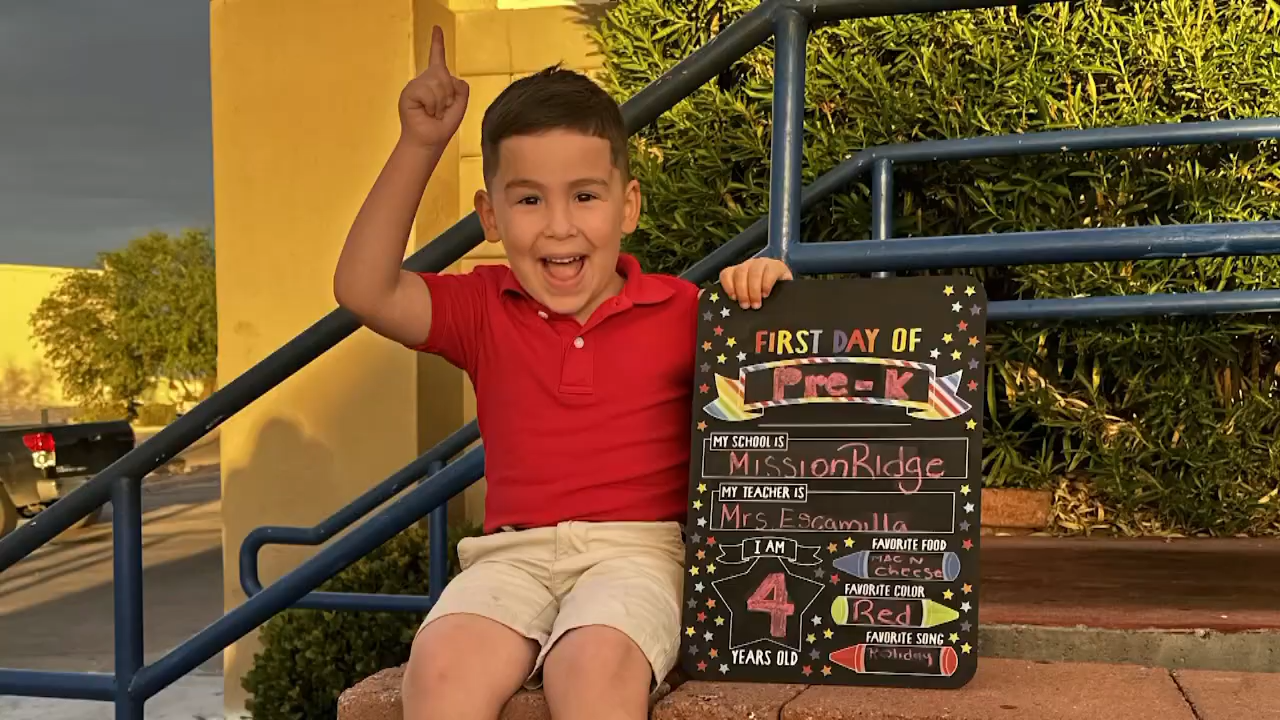 FIRST DAY OF
Pre-K
MY SCHOOL IS
MissionRidge
MY TEACHER IS
Mrs Escamilla
I AM
4
YEARS OLD
FAVORITE FOOD
MAC N
Cheese
FAVORITE COLOR
Red
FAVORITE SONG
Holiday